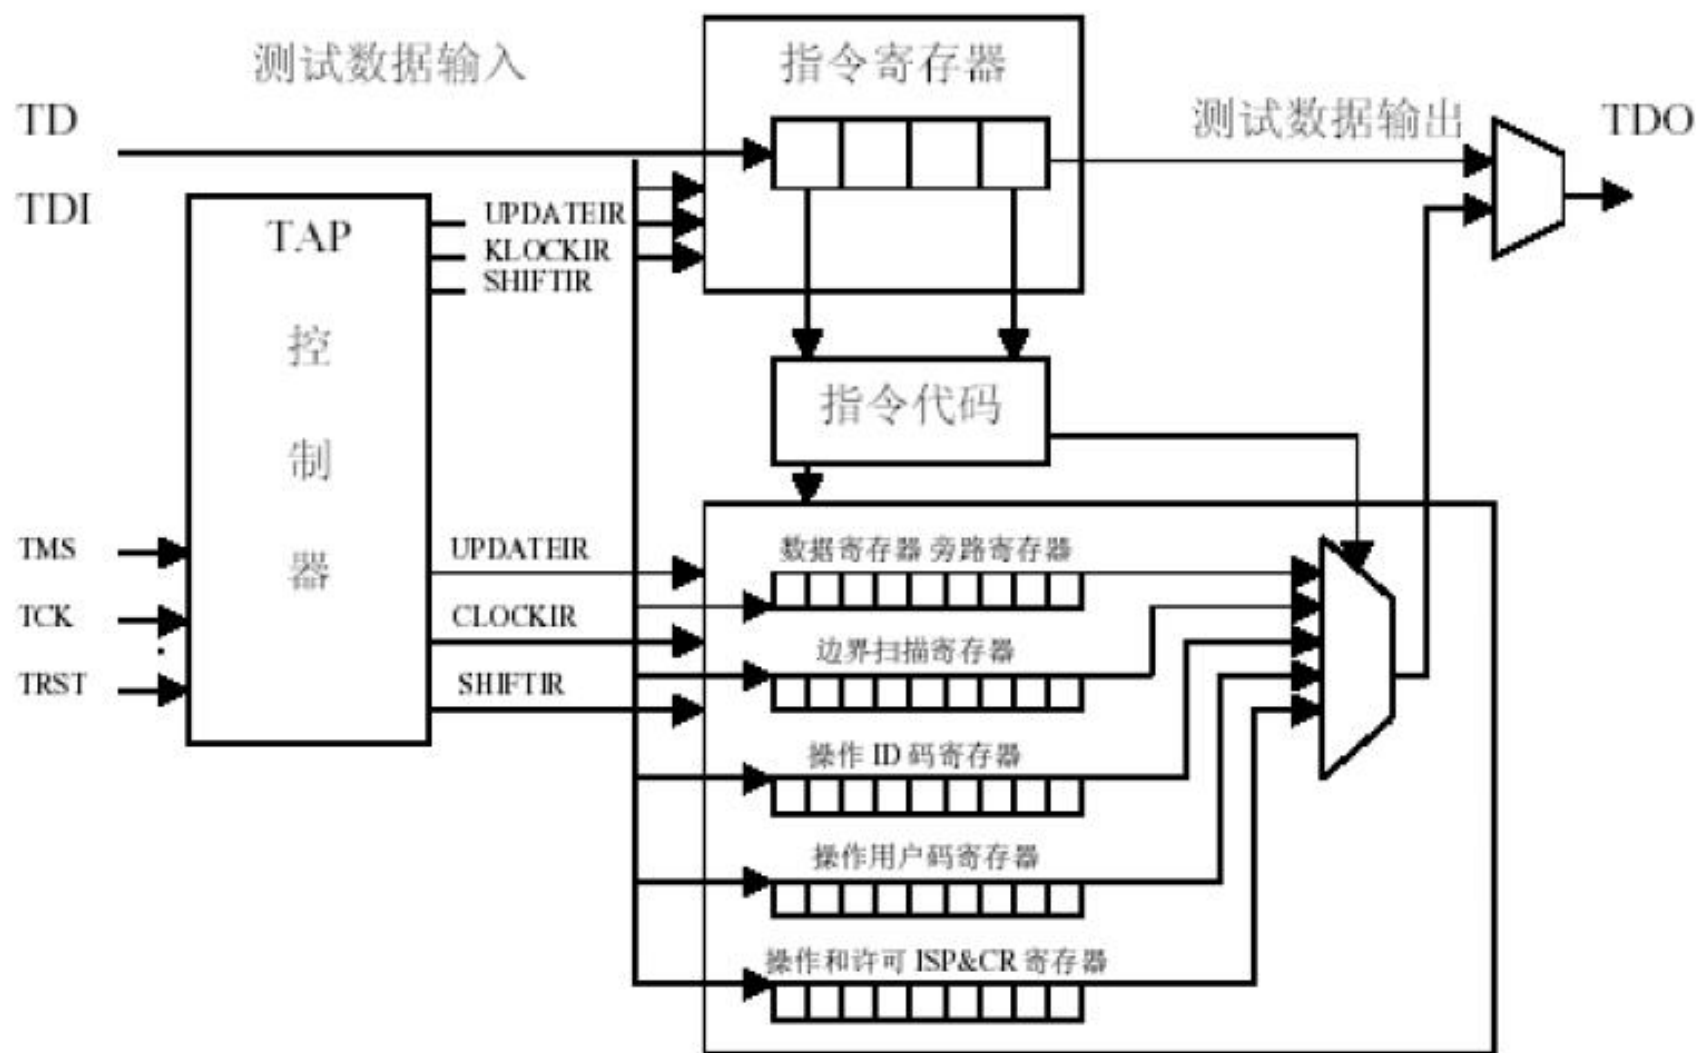 测试数据输入
指令寄存器
TD
测试数据输出
TDO
TDI
TAP
控
制
器
UPDATEIR
KLOCKIR
SHIFTIR
指令代码
TMS
TCK
TRST
UPDATEIR
CLOCKIR
SHIFTIR
数据寄存器 旁路寄存器
边界扫描寄存器
操作 ID 码寄存器
操作用户码寄存器
操作和许可 ISP&CR 寄存器